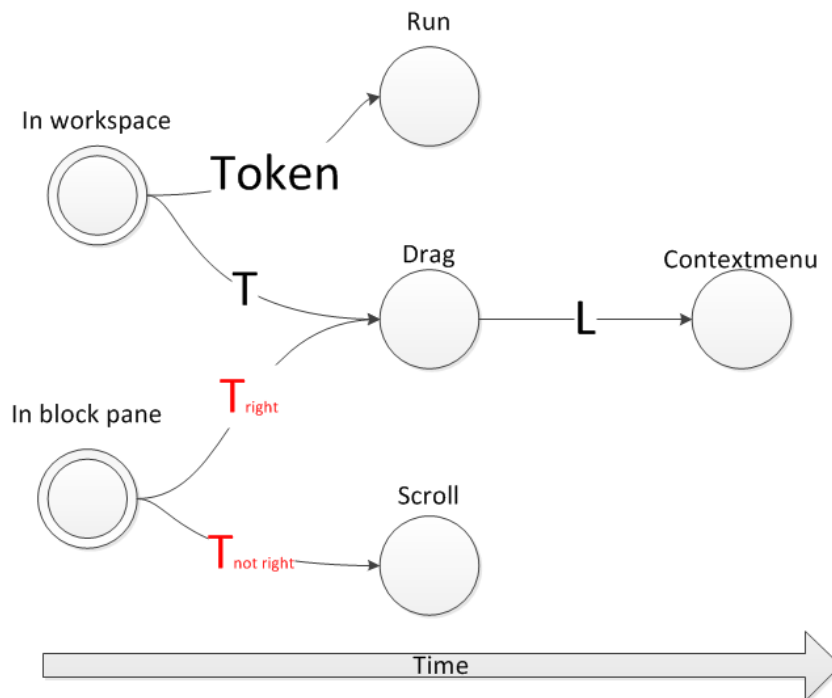 Run
In workspace
Token
Drag
Contextmenu
T
L
T right
In block pane
Scroll
T not right
Time